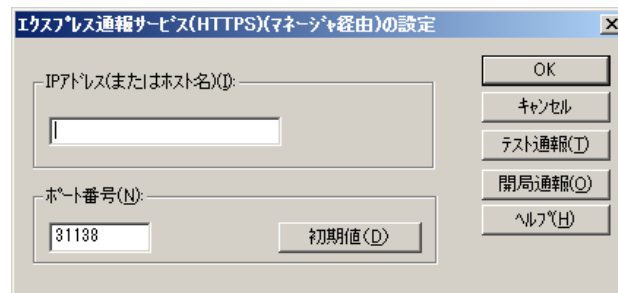 ｴｸｽﾌﾟﾚｽ通報ｻｰﾋﾞｽ(HTTPS)(ﾏﾈｰｼﾞｬ経由)の設定
IPｱﾄﾞﾚｽ(またはﾎｽﾄ名)(I):
OK
ｷｬﾝｾﾙ
ﾃｽﾄ通報(T)
開局通報(O)
ﾍﾙﾌﾟ(H)
ﾎﾟｰﾄ番号(N):
31138
初期値(D)